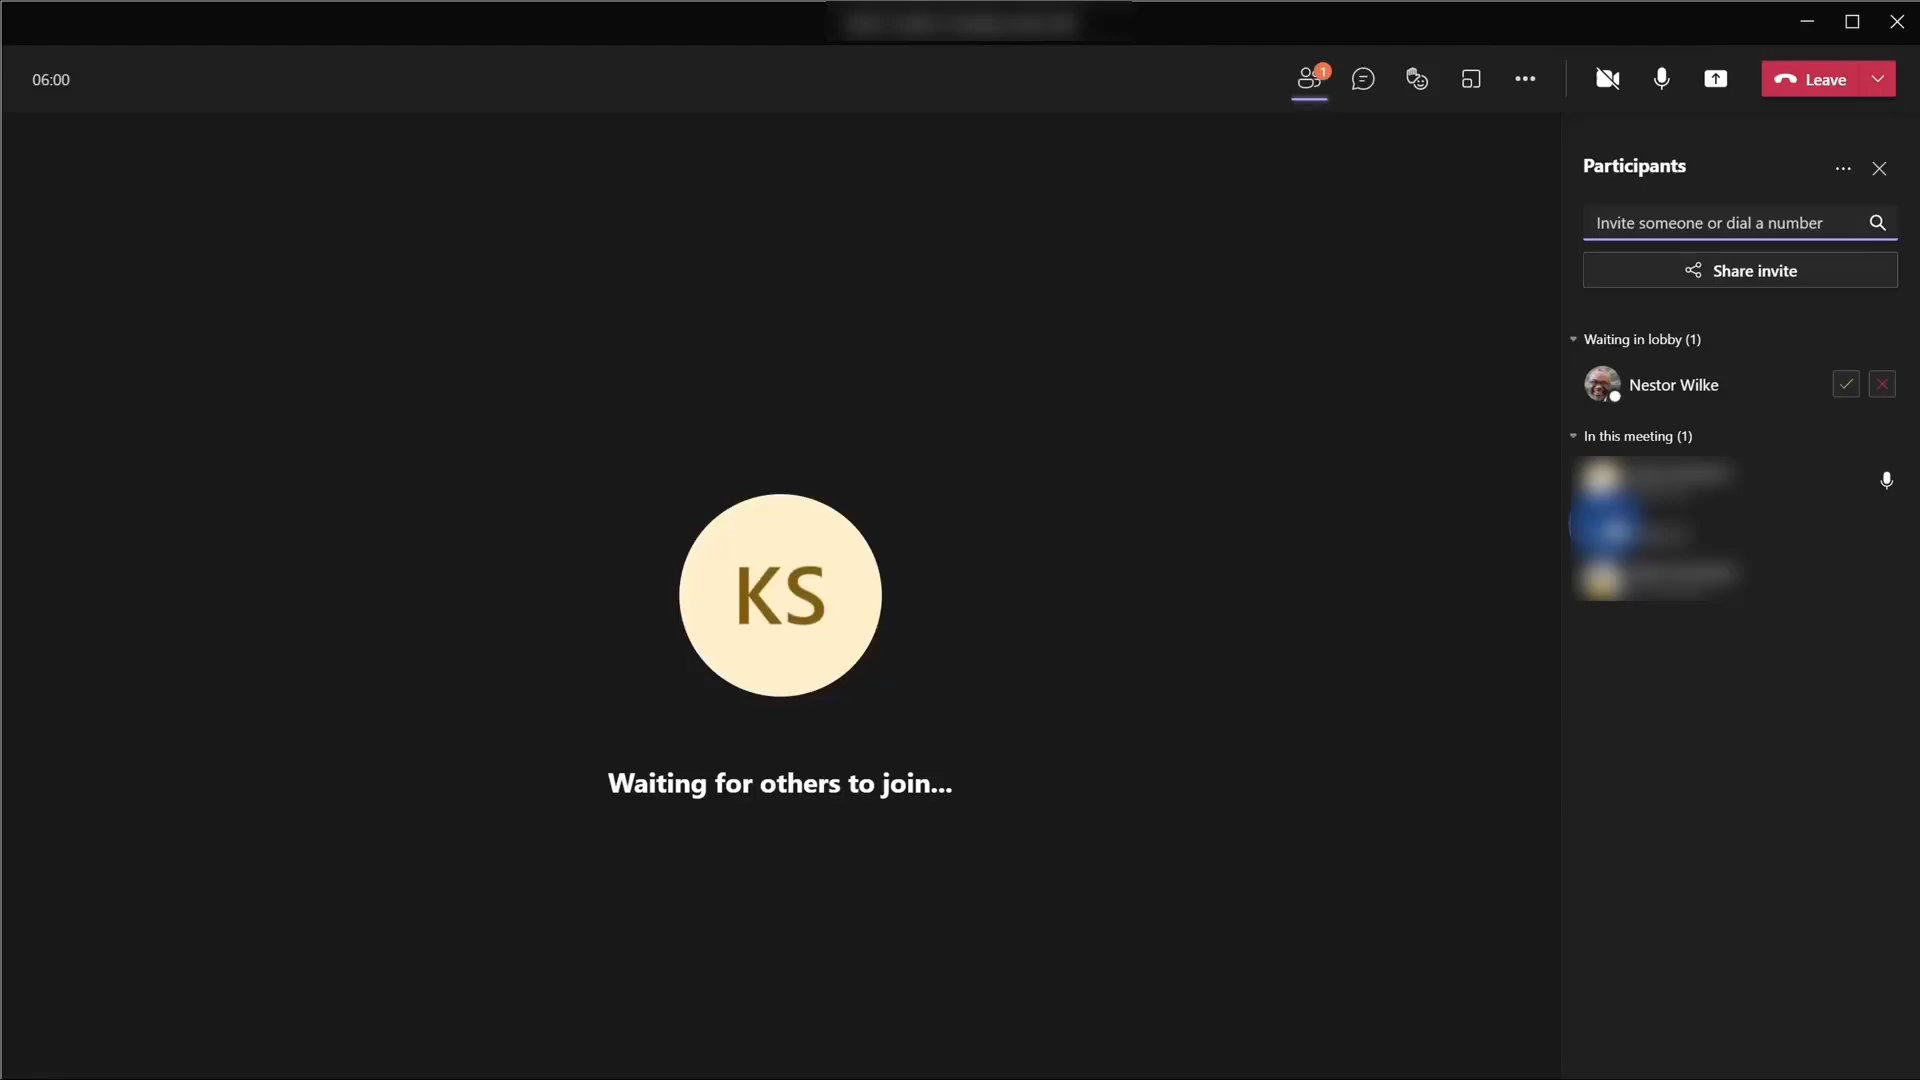 06:00
1
Leave
Participants
Invite someone or dial a number
Share invite
Waiting in lobby (1)
Nestor Wilke
In this meeting (1)
KS
Waiting for others to join...